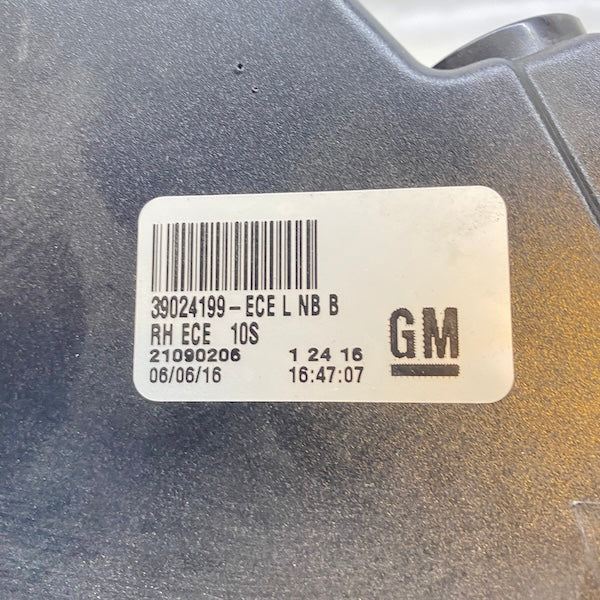 39024199-ECE L NB B
RH ECE 10S
21090206 1 24 16
06/06/16 16:47:07
GM